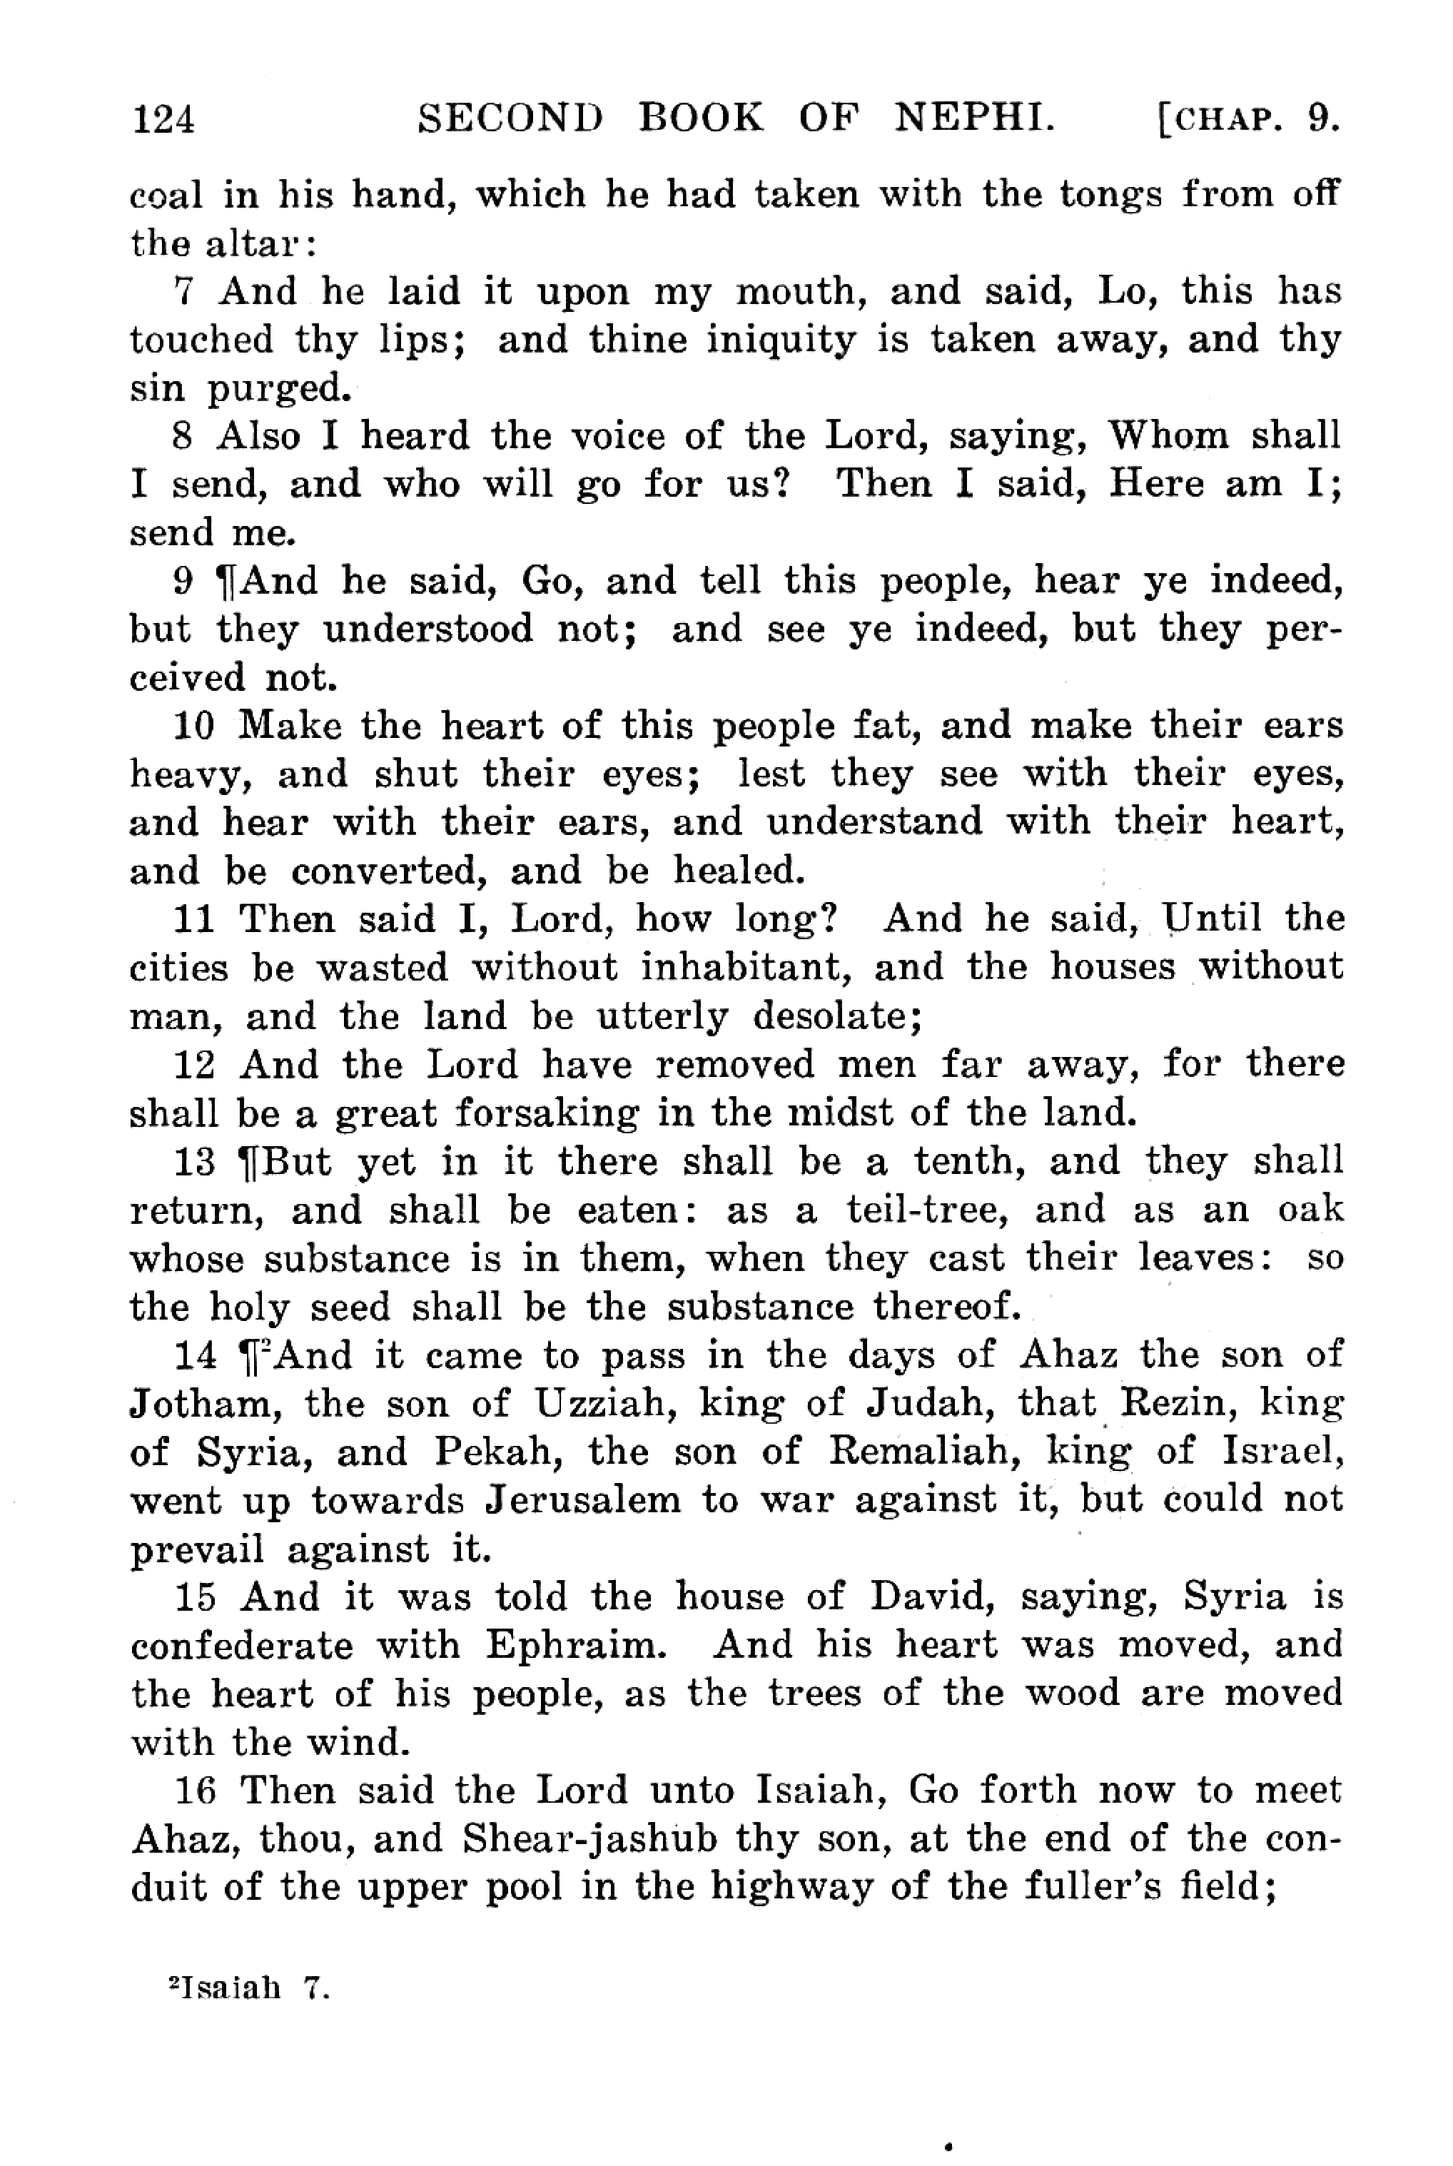 124 SECOND BOOK OF NEPHI. [CHAP. 9.
coal in his hand, which he had taken with the tongs from off
the altar:
7 And he laid it upon my mouth, and said, Lo, this has
touched thy lips; and thine iniquity is taken away, and thy
sin purged.
8 Also I heard the voice of the Lord, saying, Whom shall
I send, and who will go for us? Then I said, Here am I;
send me.
9 ¶And he said, Go, and tell this people, hear ye indeed,
but they understood not; and see ye indeed, but they per-
ceived not.
10 Make the heart of this people fat, and make their ears
heavy, and shut their eyes; lest they see with their eyes,
and hear with their ears, and understand with their heart,
and be converted, and be healed.
11 Then said I, Lord, how long? And he said, Until the
cities be wasted without inhabitant, and the houses without
man, and the land be utterly desolate;
12 And the Lord have removed men far away, for there
shall be a great forsaking in the midst of the land.
13 ¶But yet in it there shall be a tenth, and they shall
return, and shall be eaten: as a teil-tree, and as an oak
whose substance is in them, when they cast their leaves: so
the holy seed shall be the substance thereof.
14 ¶²And it came to pass in the days of Ahaz the son of
Jotham, the son of Uzziah, king of Judah, that Rezin, king
of Syria, and Pekah, the son of Remaliah, king of Israel,
went up towards Jerusalem to war against it, but could not
prevail against it.
15 And it was told the house of David, saying, Syria is
confederate with Ephraim. And his heart was moved, and
the heart of his people, as the trees of the wood are moved
with the wind.
16 Then said the Lord unto Isaiah, Go forth now to meet
Ahaz, thou, and Shear-jashub thy son, at the end of the con-
duit of the upper pool in the highway of the fuller's field;
²Isaiah 7.